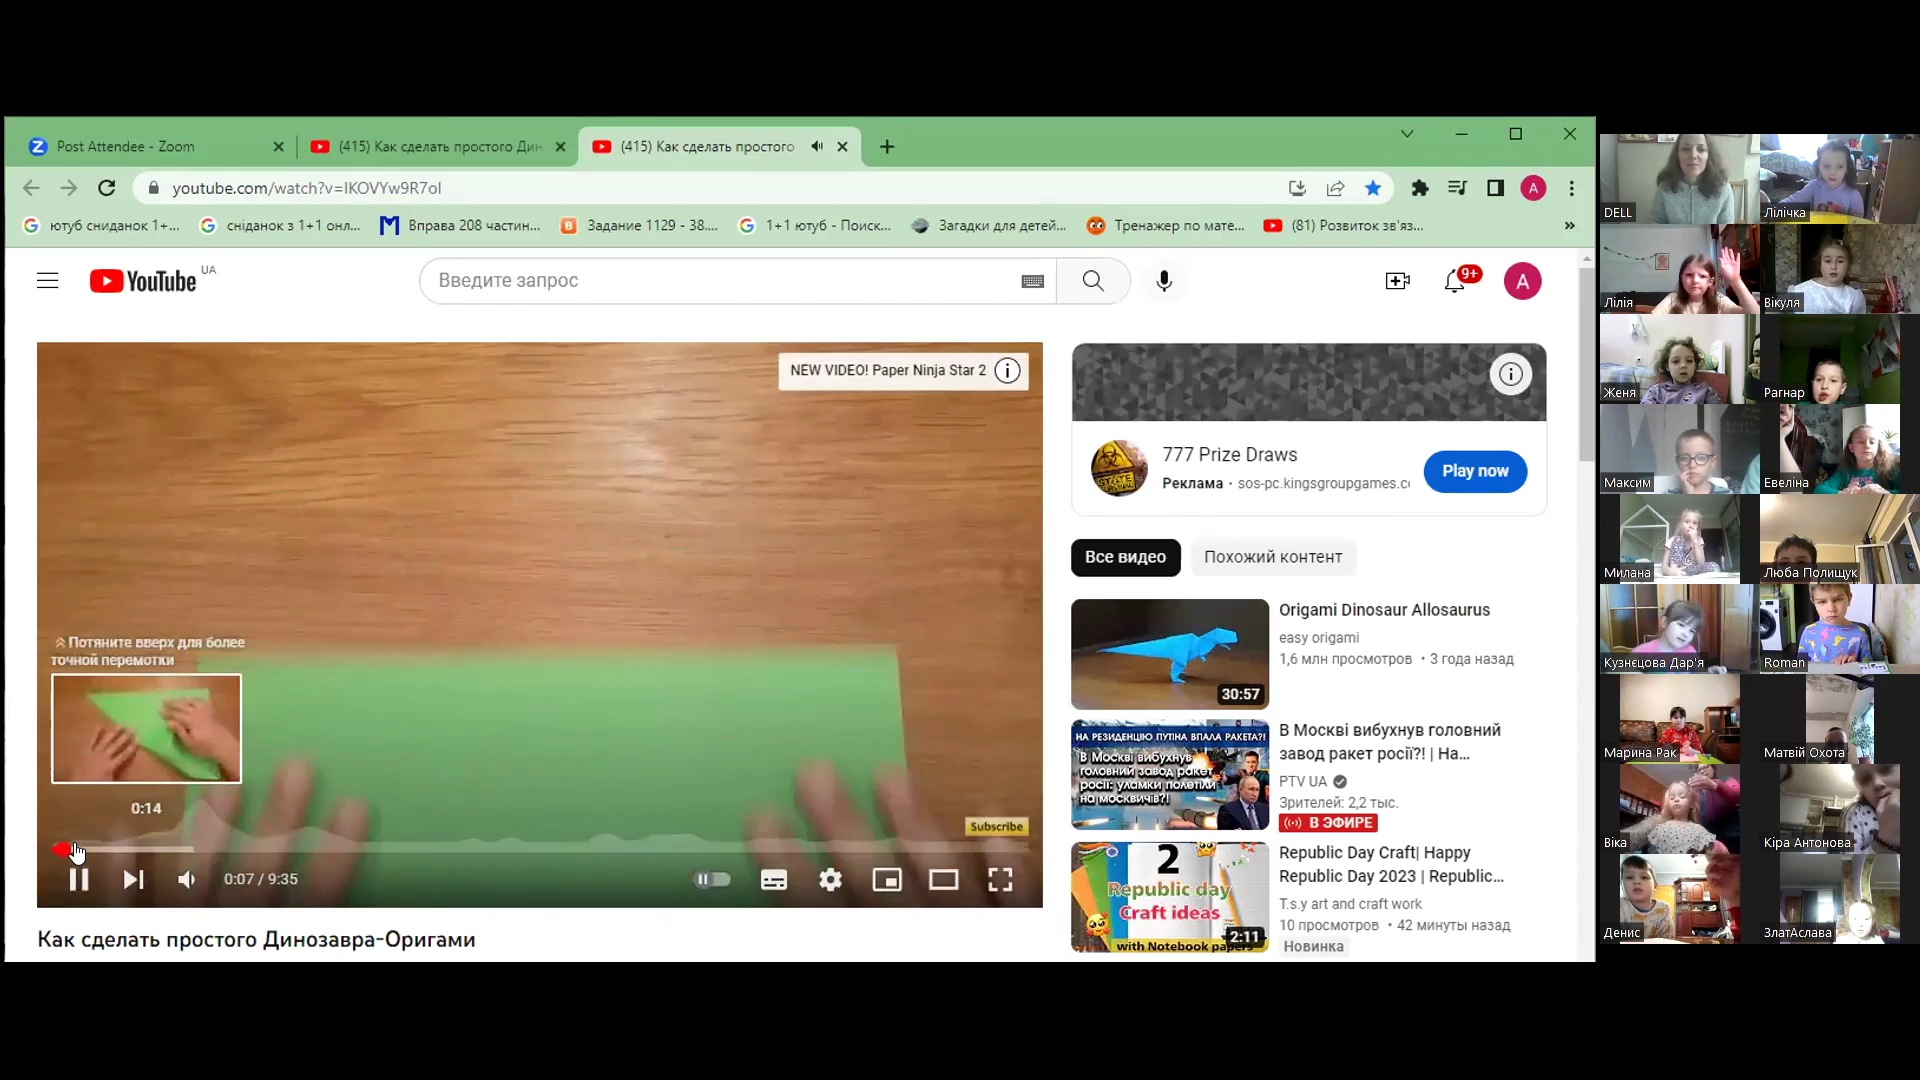 Post Attendee - Zoom
(415) Как сделать простого Дин
(415) Как сделать простого
youtube.com/watch?v=IKOVYw9R7oI
A
ютуб сниданок 1+...
сніданок з 1+1 онл...
Вправа 208 частин...
Задание 1129 - 38....
1+1 ютуб - Поиск...
Загадки для детей...
Тренажер по мате...
(81) Розвиток зв'яз...
»
YouTube
UA
Введите запрос
9+
A
NEW VIDEO! Paper Ninja Star 2
Потяните вверх для более
точной перемотки
0:14
Subscribe
0:07 / 9:35
Как сделать простого Динозавра-Оригами
777 Prize Draws
Реклама · sos-pc.kingsgroupgames.c
Play now
Все видео
Похожий контент
30:57
Origami Dinosaur Allosaurus
easy origami
1,6 млн просмотров • 3 года назад
НА РЕЗИДЕНЦІЮ ПУТІНА ВПАЛА РАКЕТА?!
В Москві вибухнув
головний завод ракет
росії: уламки полетіли
на москвичів?!
В Москві вибухнув головний
завод ракет росії?! | На...
PTV UA
Зрителей: 2,2 тыс.
В ЭФИРЕ
2
Republic day
Craft ideas
with Notebook paper
2:11
Republic Day Craft| Happy
Republic Day 2023 | Republic...
T.s.y art and craft work
10 просмотров • 42 минуты назад
Новинка
DELL
Лілічка
Лілія
Вікуля
Женя
Рагнар
Максим
Евеліна
Милана
Люба Полищук
Кузнєцова Дар'я
Roman
Марина Рак
Матвій Охота
Віка
Кіра Антонова
Денис
ЗлатАслава